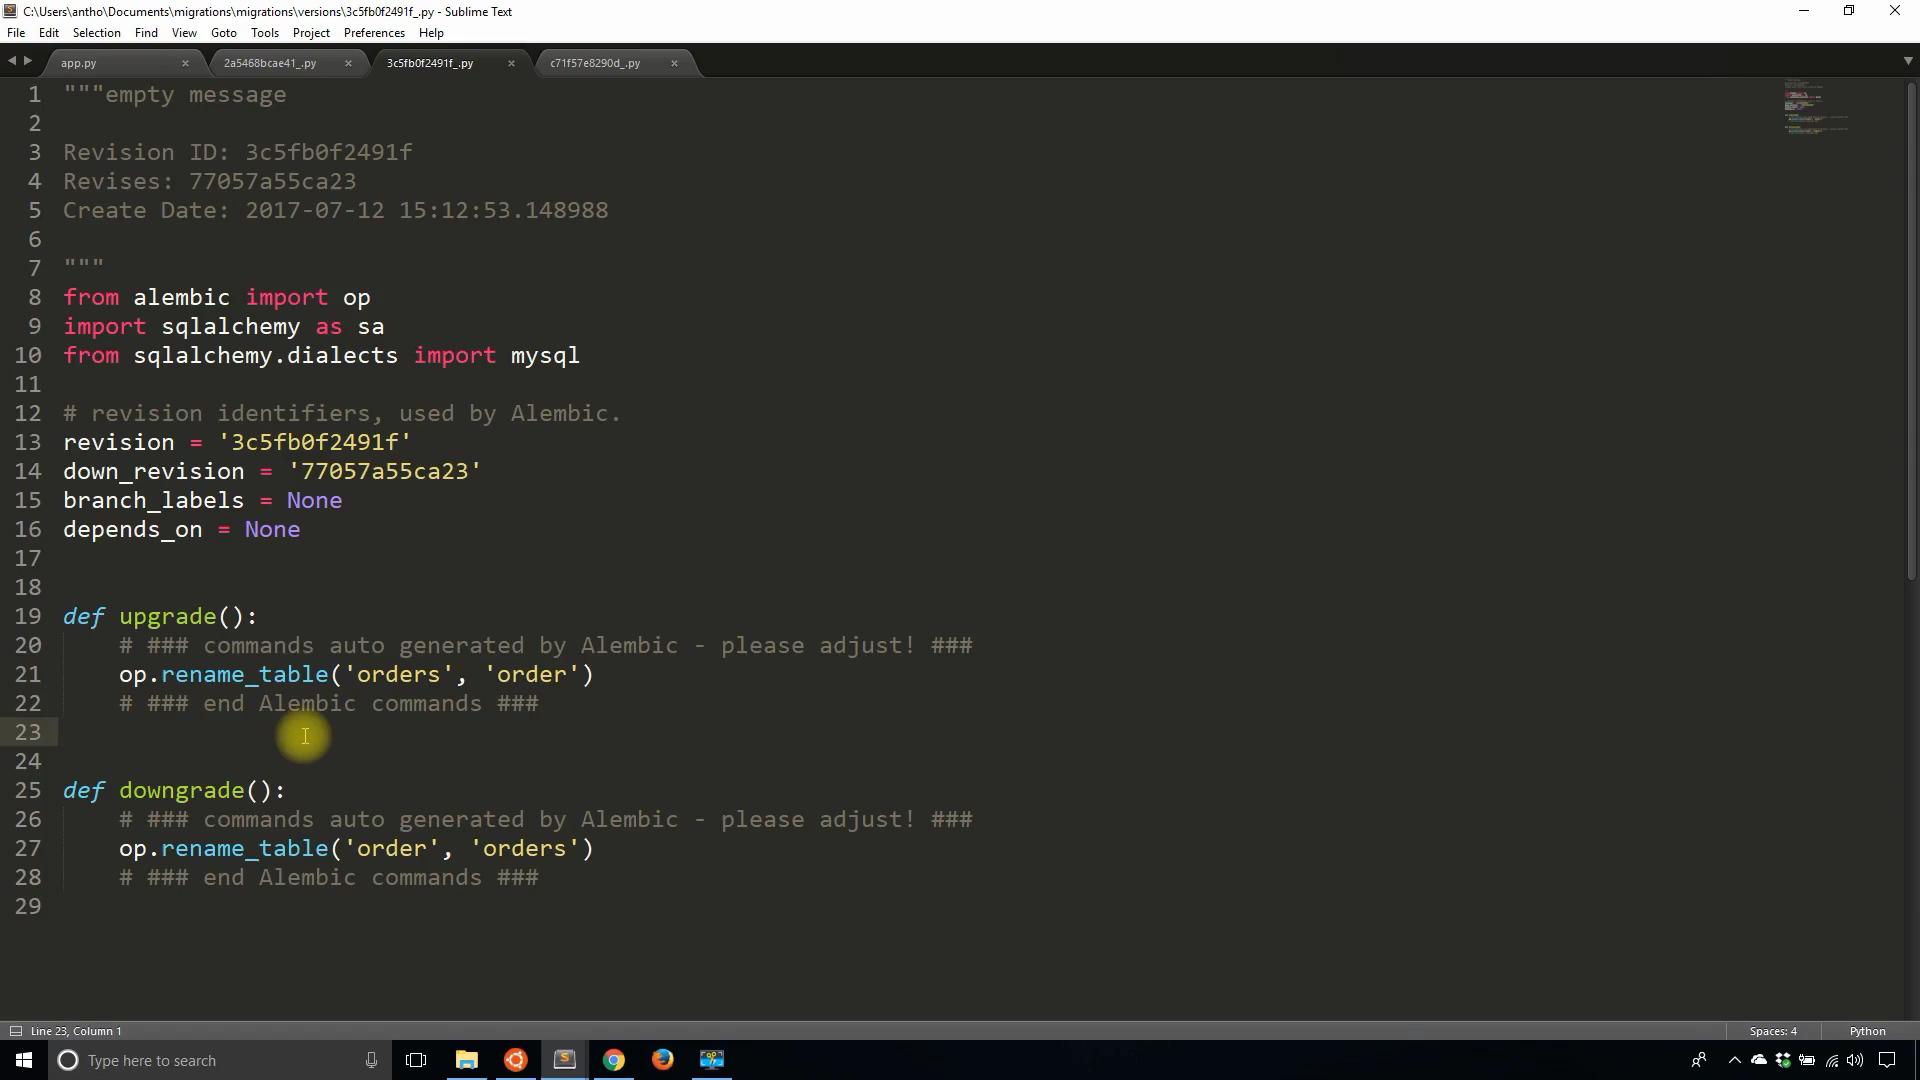 C:\Users\antho\Documents\migrations\migrations\versions\3c5fb0f2491f_.py - Sublime Text
File Edit Selection Find View Goto Tools Project Preferences Help
app.py 2a5468bcae41_.py 3c5fb0f2491f_.py c71f57e8290d_.py
1 """empty message
2
3 Revision ID: 3c5fb0f2491f
4 Revises: 77057a55ca23
5 Create Date: 2017-07-12 15:12:53.148988
6
7 """
8 from alembic import op
9 import sqlalchemy as sa
10 from sqlalchemy.dialects import mysql
11
12 # revision identifiers, used by Alembic.
13 revision = '3c5fb0f2491f'
14 down_revision = '77057a55ca23'
15 branch_labels = None
16 depends_on = None
17
18
19 def upgrade():
20 # ### commands auto generated by Alembic - please adjust! ###
21 op.rename_table('orders', 'order')
22 # ### end Alembic commands ###
23
24
25 def downgrade():
26 # ### commands auto generated by Alembic - please adjust! ###
27 op.rename_table('order', 'orders')
28 # ### end Alembic commands ###
29
Line 23, Column 1 Spaces: 4 Python
Type here to search